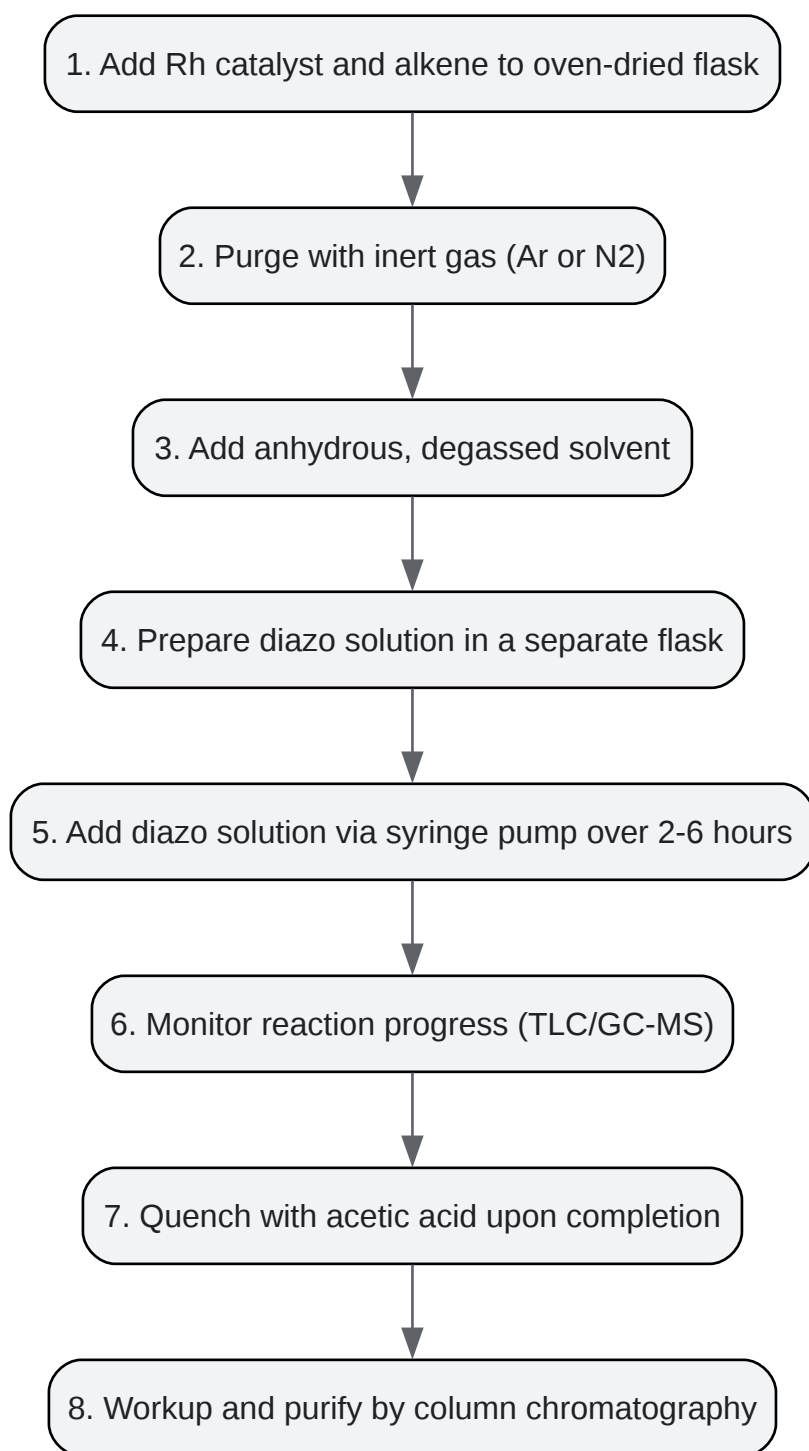 1. Add Rh catalyst and alkene to oven-dried flask
2. Purge with inert gas (Ar or N2)
3. Add anhydrous, degassed solvent
4. Prepare diazo solution in a separate flask
5. Add diazo solution via syringe pump over 2-6 hours
6. Monitor reaction progress (TLC/GC-MS)
7. Quench with acetic acid upon completion
8. Workup and purify by column chromatography